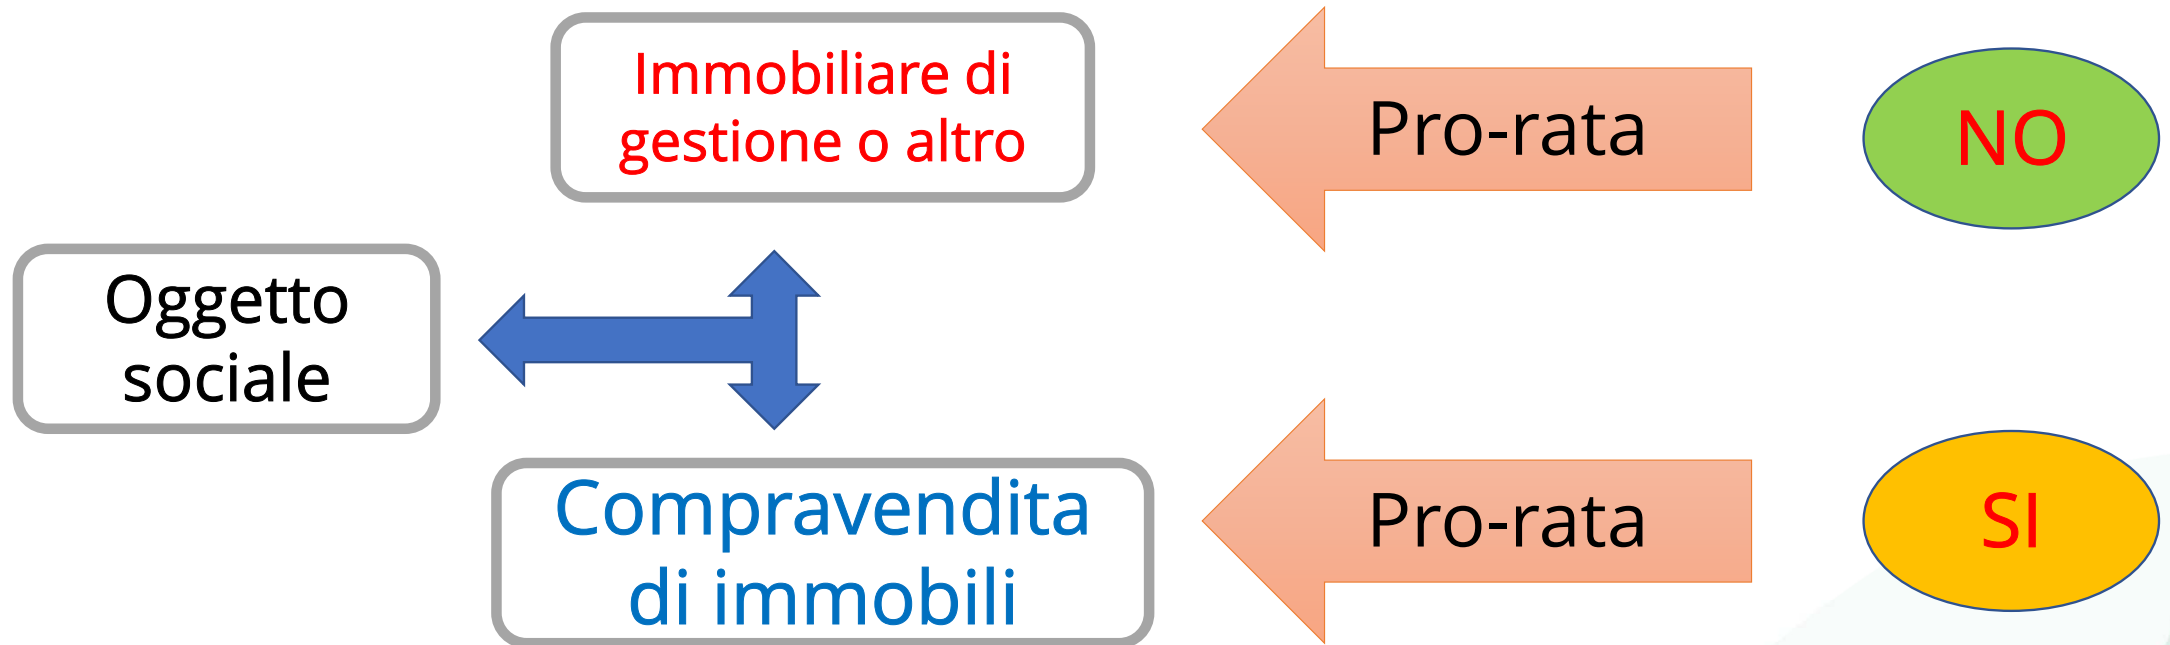 Immobiliare di
gestione o altro
Pro-rata
NO
Oggetto
sociale
Compravendita
di immobili
Pro-rata
SI